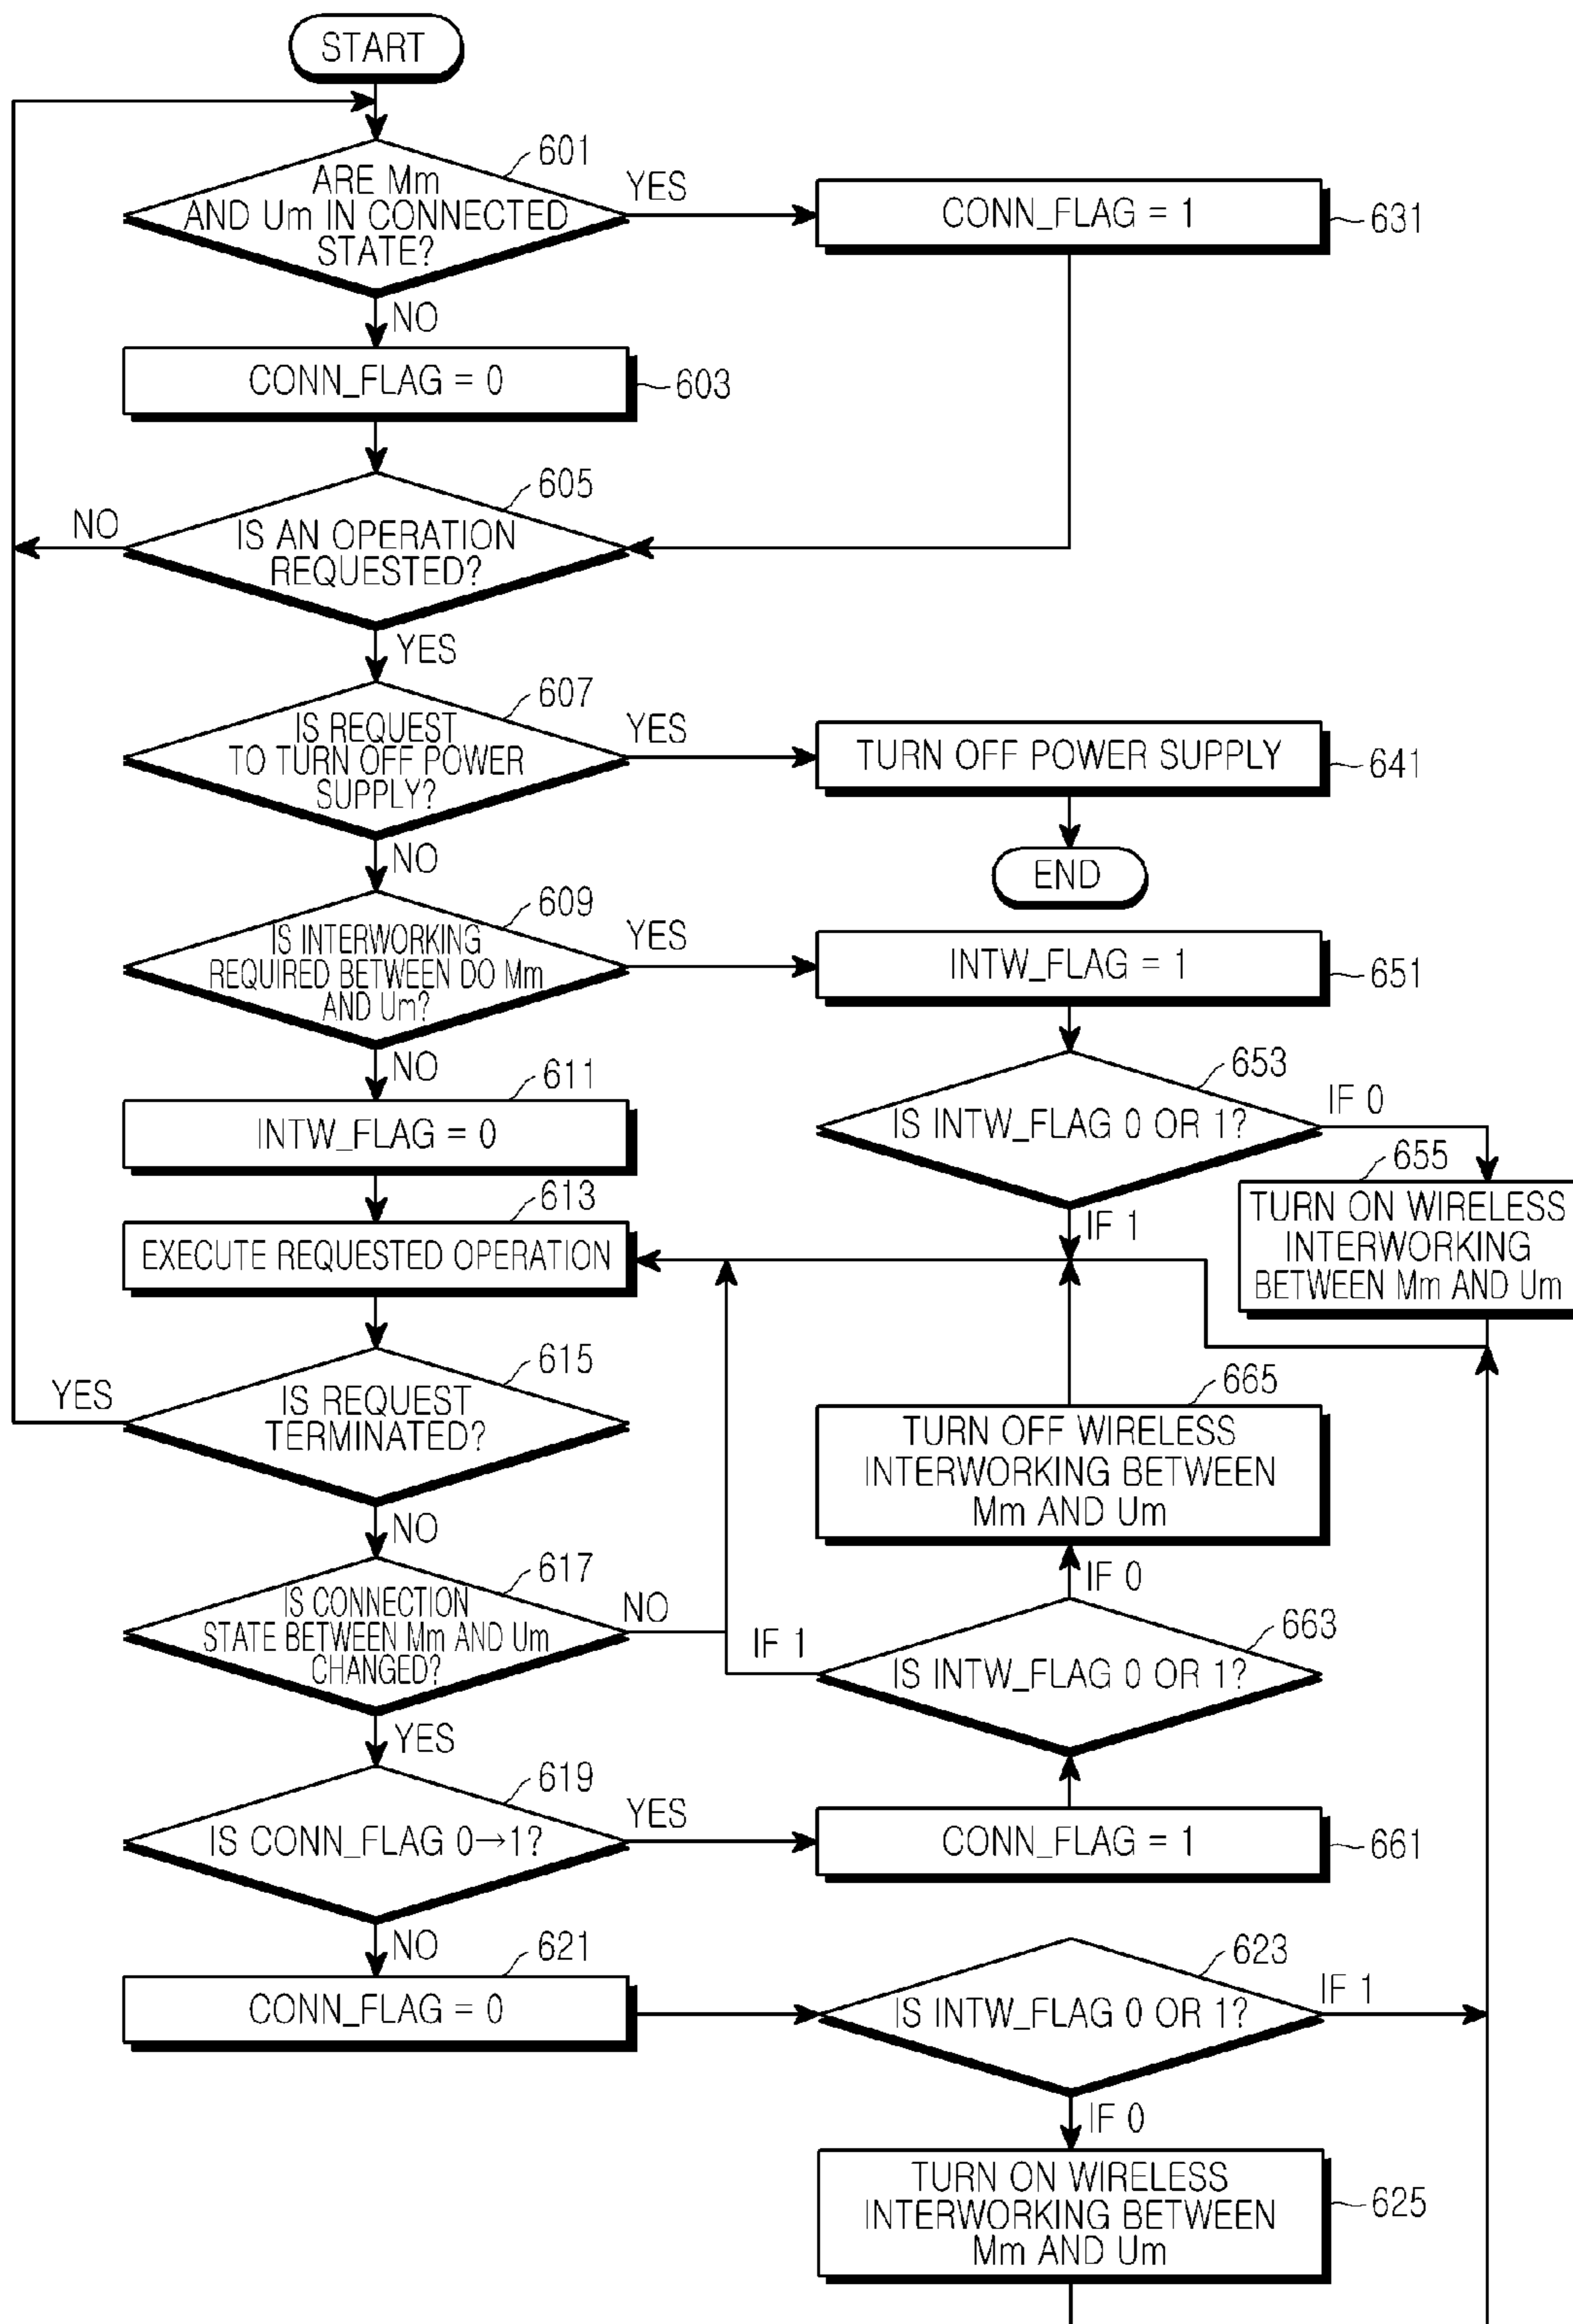 START
601
ARE Mm
AND Um IN CONNECTED
STATE?
YES
CONN_FLAG = 1
631
NO
CONN_FLAG = 0
603
605
NO
IS AN OPERATION
REQUESTED?
YES
607
IS REQUEST
TO TURN OFF POWER
SUPPLY?
YES
TURN OFF POWER SUPPLY
641
NO
END
609
IS INTERWORKING
REQUIRED BETWEEN DO Mm
AND Um?
YES
INTW_FLAG = 1
651
NO
611
INTW_FLAG = 0
653
IS INTW_FLAG 0 OR 1?
IF 0
IF 1
655
TURN ON WIRELESS
INTERWORKING
BETWEEN Mm AND Um
613
EXECUTE REQUESTED OPERATION
615
YES
IS REQUEST
TERMINATED?
NO
665
TURN OFF WIRELESS
INTERWORKING BETWEEN
Mm AND Um
IF 0
617
IS CONNECTION
STATE BETWEEN Mm AND Um
CHANGED?
NO
IF 1
663
IS INTW_FLAG 0 OR 1?
YES
619
IS CONN_FLAG 0→1?
YES
CONN_FLAG = 1
661
NO
621
CONN_FLAG = 0
623
IS INTW_FLAG 0 OR 1?
IF 1
IF 0
TURN ON WIRELESS
INTERWORKING BETWEEN
Mm AND Um
625